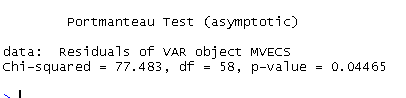 Portmanteau Test (asymptotic)
data:  Residuals of VAR object MVECS
Chi-squared = 77.483, df = 58, p-value = 0.04465
>